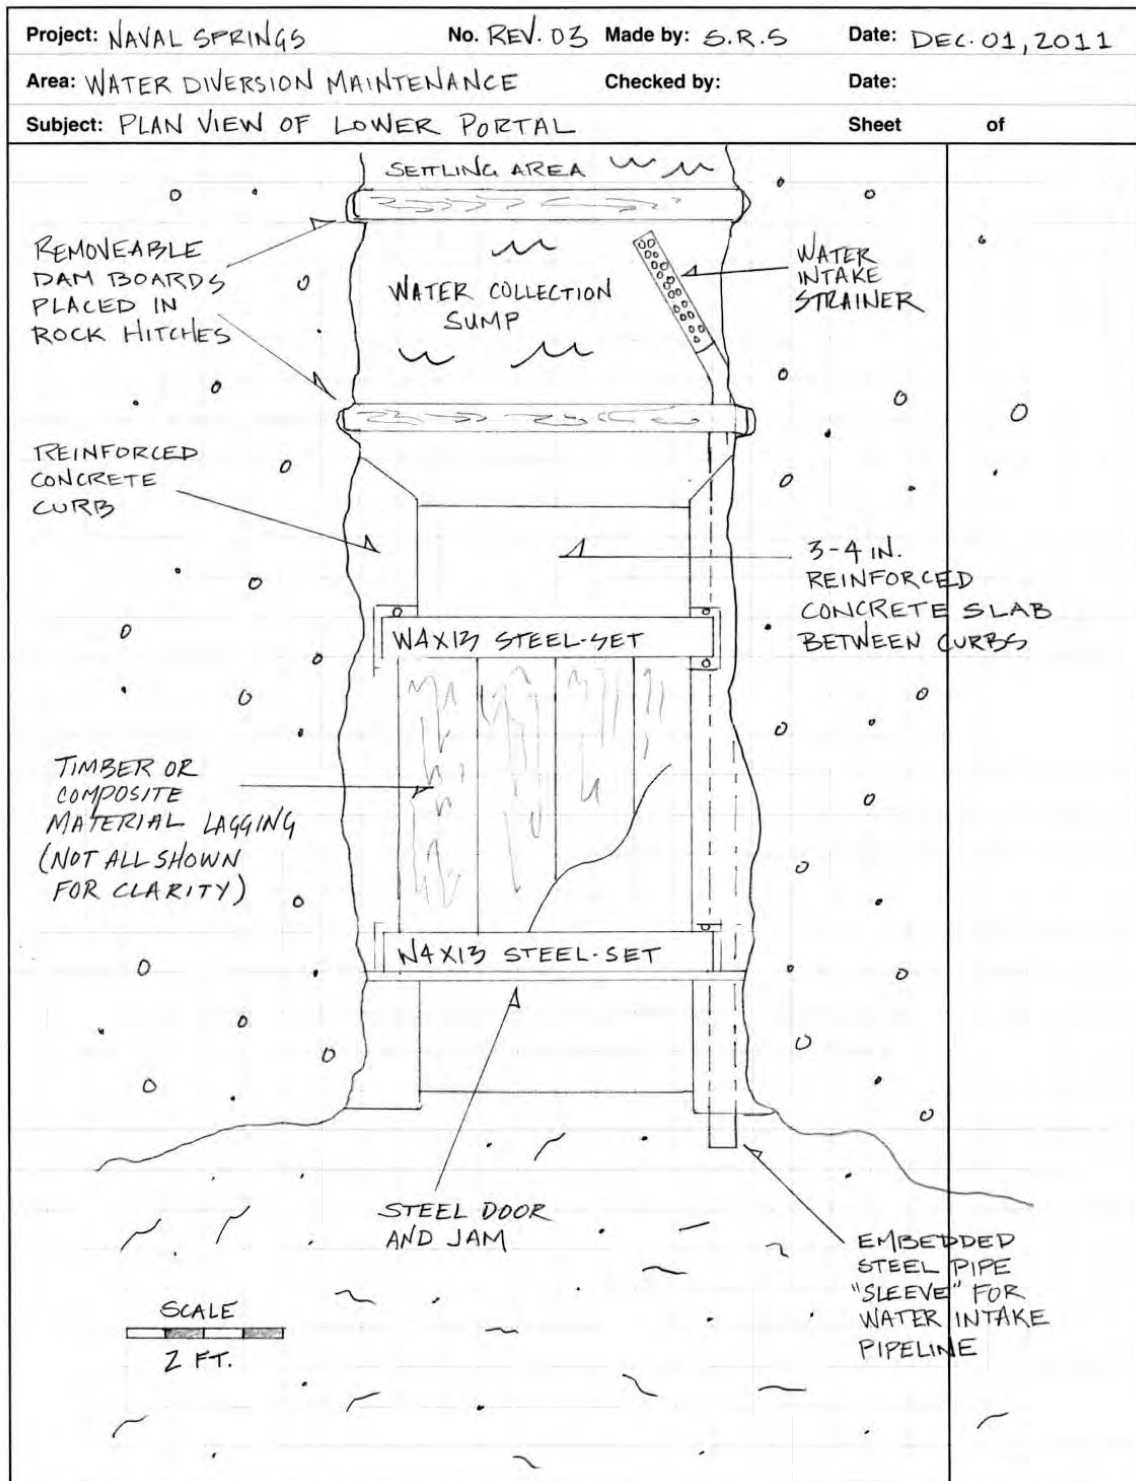 Project: NAVAL SPRINGS No. REV. 03 Made by: S.R.S Date: DEC. 01, 2011
Area: WATER DIVERSION MAINTENANCE Checked by: Date:
Subject: PLAN VIEW OF LOWER PORTAL Sheet of
SETTLING AREA
REMOVEABLE
DAM BOARDS
PLACED IN
ROCK HITCHES
WATER COLLECTION
SUMP
WATER
INTAKE
STRAINER
REINFORCED
CONCRETE
CURB
3-4 IN.
REINFORCED
CONCRETE SLAB
BETWEEN CURBS
W4X13 STEEL-SET
TIMBER OR
COMPOSITE
MATERIAL LAGGING
(NOT ALL SHOWN
FOR CLARITY)
W4X13 STEEL-SET
STEEL DOOR
AND JAM
EMBEDDED
STEEL PIPE
"SLEEVE" FOR
WATER INTAKE
PIPELINE
SCALE
2 FT.